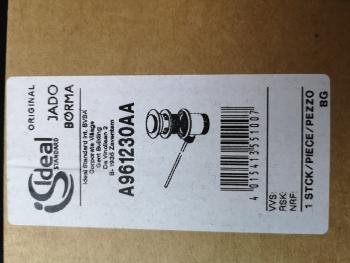 ORIGINAL
JADO
BORMA
Ideal
STANDARD
Ideal Standard Int. BVBA
Corporate Village
Gent Building
Da Vincilaan 2
B- 1935 Zaventem
A961230AA
4 015413 551007
VVS:
RSK:
NRF:
1 STCK/PIECE/PEZZO
BG